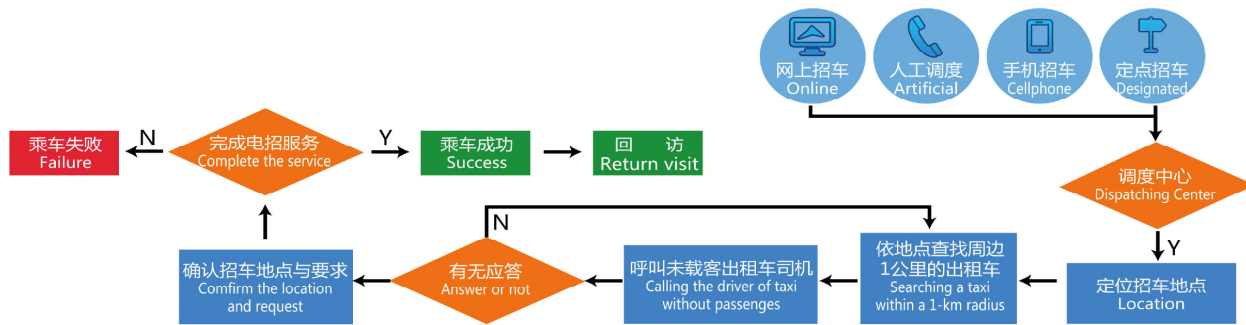 网上招车
Online
人工调度
Artificial
手机招车
Cellphone
定点招车
Designated
调度中心
Dispatching Center
Y
定位招车地点
Location
依地点查找周边
1公里的出租车
Searching a taxi
within a 1-km radius
呼叫未载客出租车司机
Calling the driver of taxi
without passenges
有无应答
Answer or not
N
确认招车地点与要求
Comfirm the location
and request
完成电招服务
Complete the service
N
乘车失败
Failure
Y
乘车成功
Success
回 访
Return visit